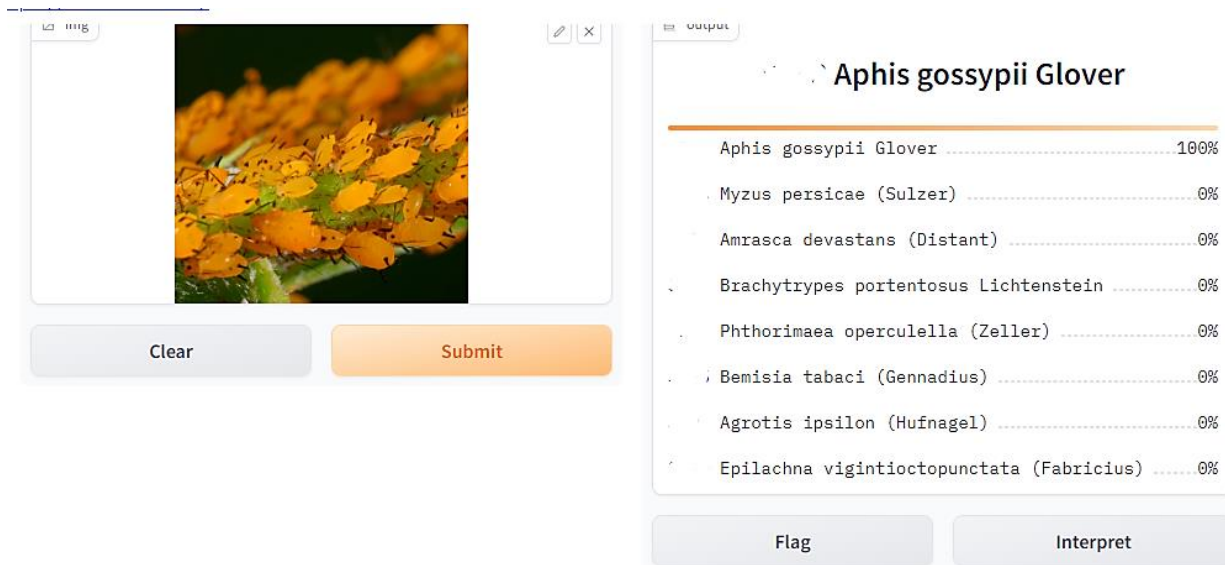 img
output
Aphis gossypii Glover
Aphis gossypii Glover 100%
Myzus persicae (Sulzer) 0%
Amrasca devastans (Distant) 0%
Brachytrypes portentosus Lichtenstein 0%
Phthorimaea operculella (Zeller) 0%
Bemisia tabaci (Gennadius) 0%
Agrotis ipsilon (Hufnagel) 0%
Epilachna vigintioctopunctata (Fabricius) 0%
Clear
Submit
Flag
Interpret